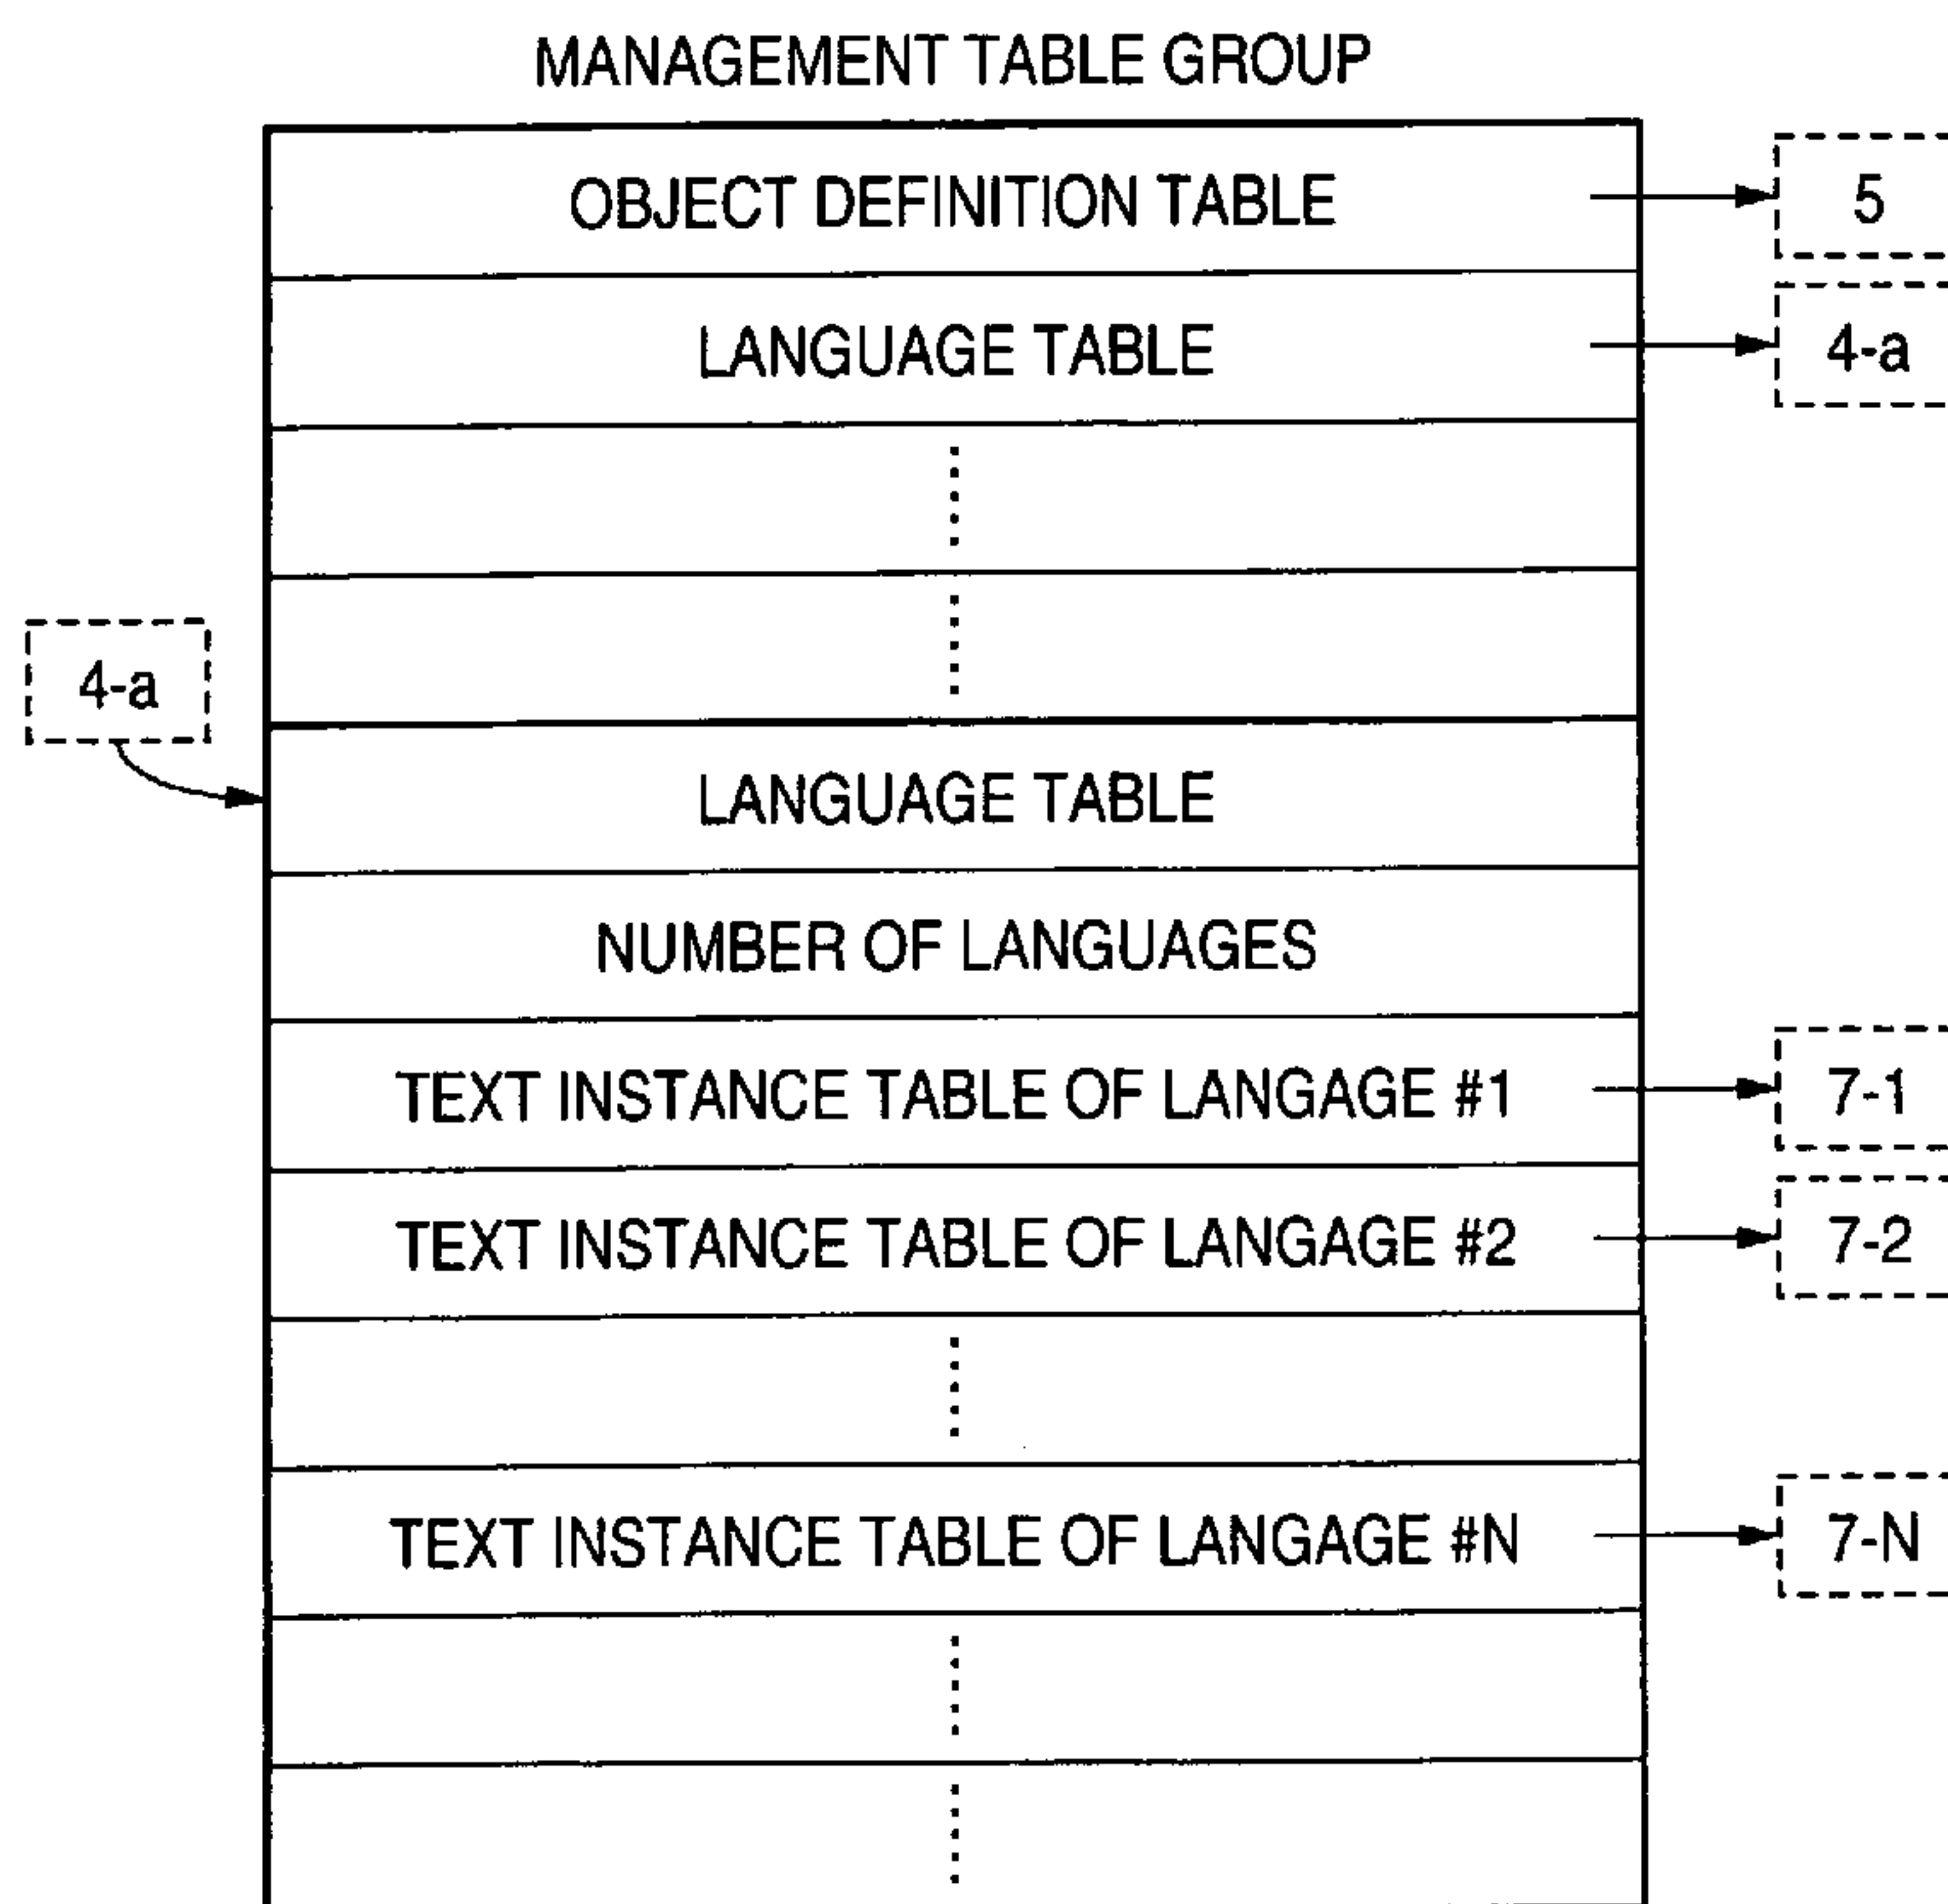 MANAGEMENT TABLE GROUP
OBJECT DEFINITION TABLE
5
LANGUAGE TABLE
4-a
4-a
LANGUAGE TABLE
NUMBER OF LANGUAGES
TEXT INSTANCE TABLE OF LANGAGE #1
7-1
TEXT INSTANCE TABLE OF LANGAGE #2
7-2
TEXT INSTANCE TABLE OF LANGAGE #N
7-N